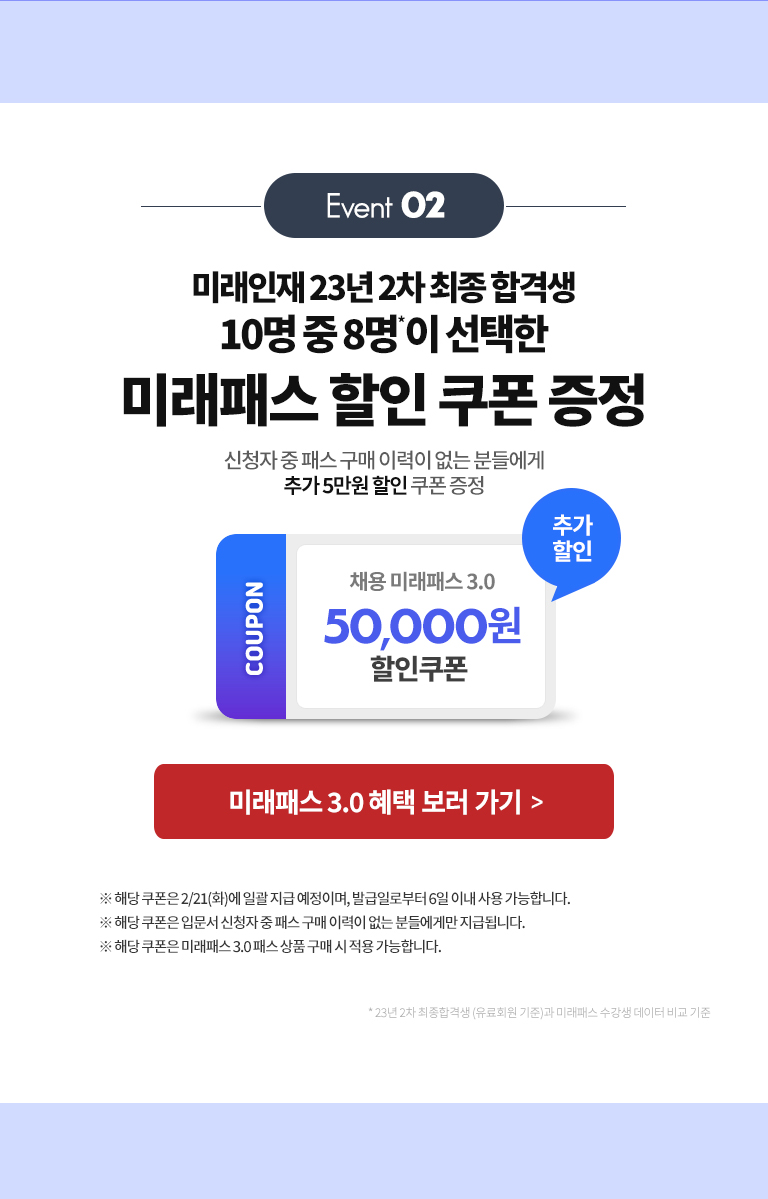 Event 02
미래인재 23년 2차 최종 합격생
10명 중 8명*이 선택한
미래패스 할인 쿠폰 증정
신청자 중 패스 구매 이력이 없는 분들에게
추가 5만원 할인 쿠폰 증정
추가
할인
COUPON
채용 미래패스 3.0
50,000원
할인쿠폰
미래패스 3.0 혜택 보러 가기 >
※ 해당 쿠폰은 2/21(화)에 일괄 지급 예정이며, 발급일로부터 6일 이내 사용 가능합니다.
※ 해당 쿠폰은 입문서 신청자 중 패스 구매 이력이 없는 분들에게만 지급됩니다.
※ 해당 쿠폰은 미래패스 3.0 패스 상품 구매 시 적용 가능합니다.
* 23년 2차 최종합격생 (유료회원 기준)과 미래패스 수강생 데이터 비교 기준